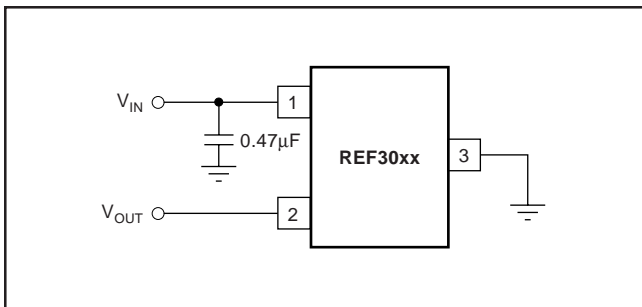 V_IN
1
0.47μF
REF30xx
3
V_OUT
2